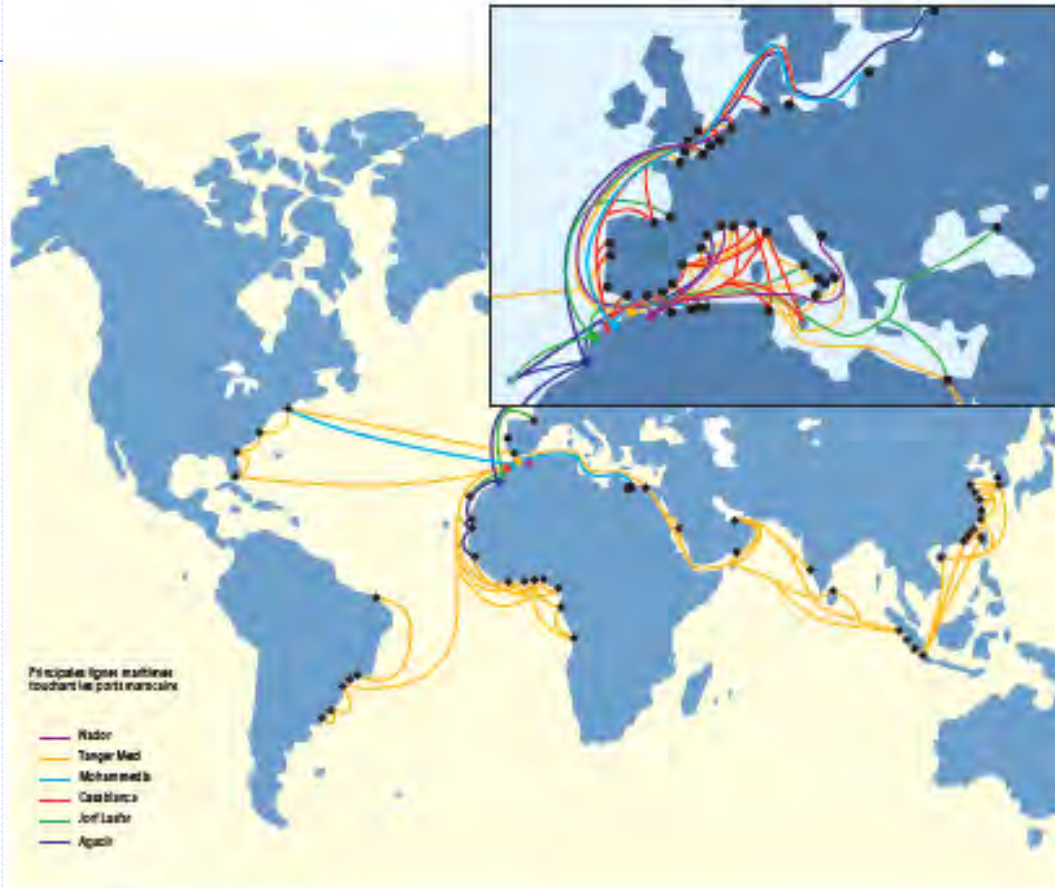 Principales lignes maritimes
touchant les ports marocains
Nador
Tanger Med
Mohammedia
Casablanca
Jorf Lasfar
Agadir